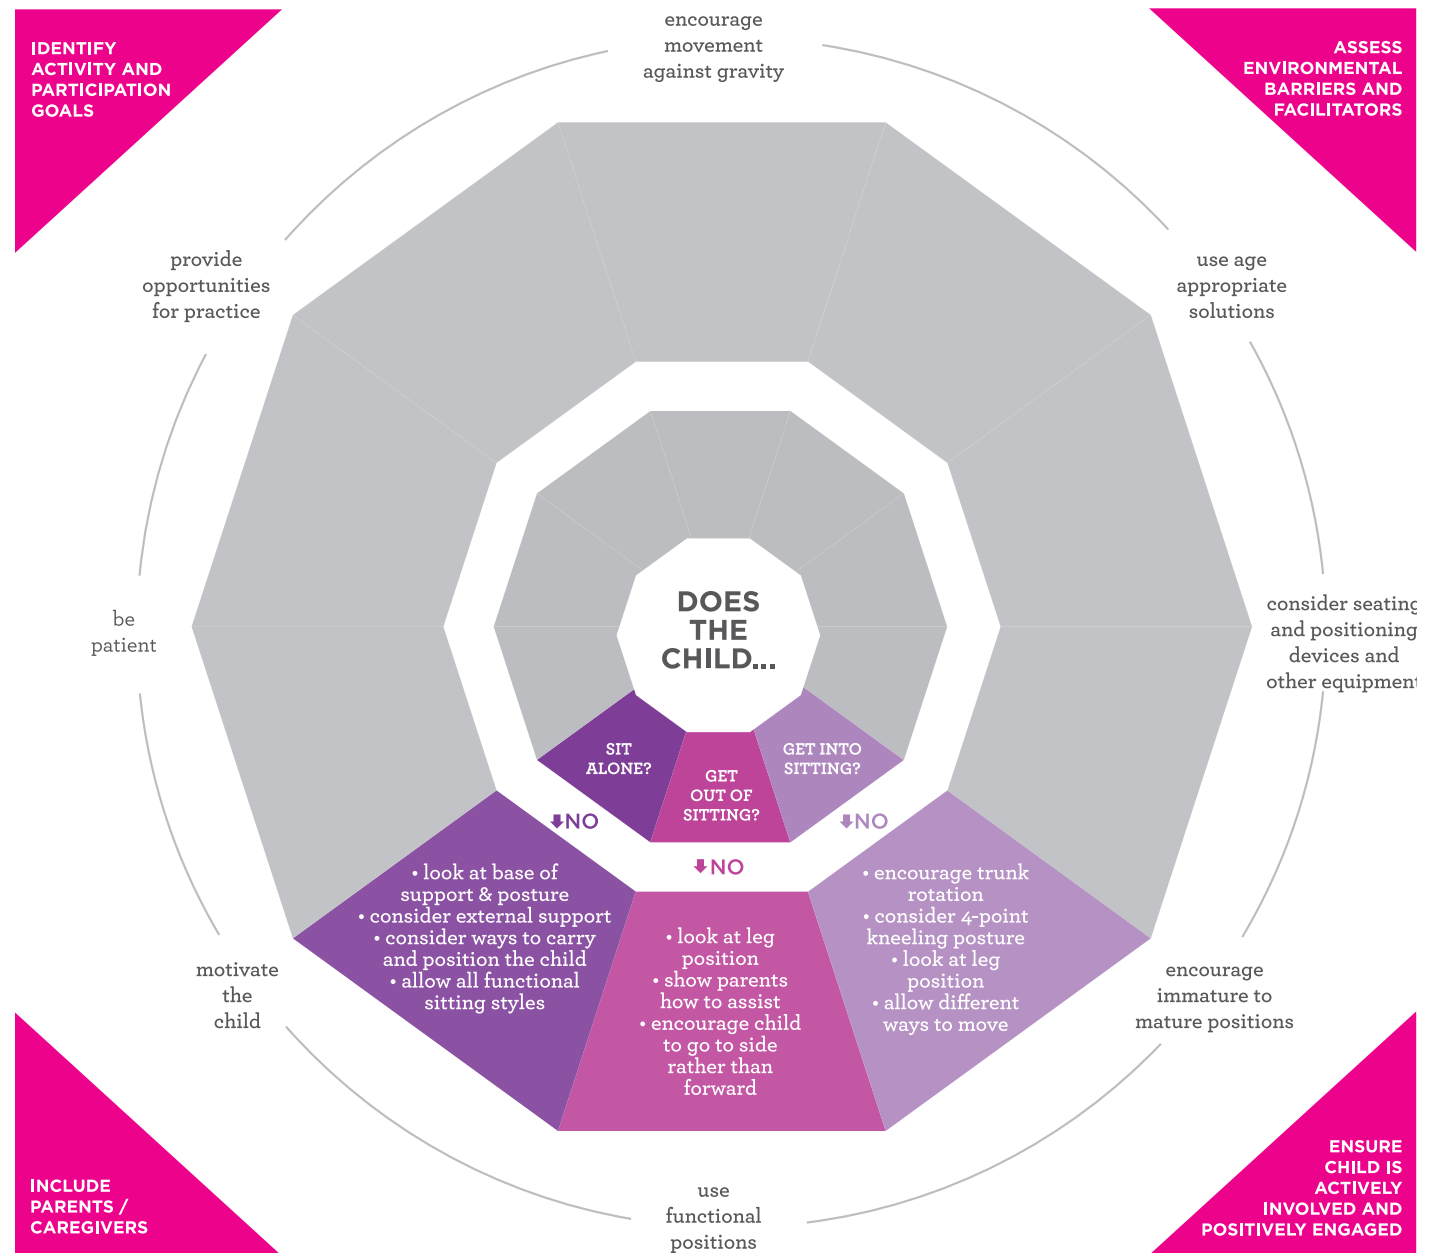 IDENTIFY
ACTIVITY AND
PARTICIPATION
GOALS
encourage
movement
against gravity
ASSESS
ENVIRONMENTAL
BARRIERS AND
FACILITATORS
provide
opportunities
for practice
use age
appropriate
solutions
be
patient
consider seating
and positioning
devices and
other equipment
motivate
the
child
encourage
immature to
mature positions
use
functional
positions
DOES
THE
CHILD...
SIT
ALONE?
GET
OUT OF
SITTING?
GET INTO
SITTING?
NO
NO
NO
• look at base of
support & posture
• consider external support
• consider ways to carry
and position the child
• allow all functional
sitting styles
• look at leg
position
• show parents
how to assist
• encourage child
to go to side
rather than
forward
• encourage trunk
rotation
• consider 4-point
kneeling posture
• look at leg
position
• allow different
ways to move
INCLUDE
PARENTS /
CAREGIVERS
ENSURE
CHILD IS
ACTIVELY
INVOLVED AND
POSITIVELY ENGAGED